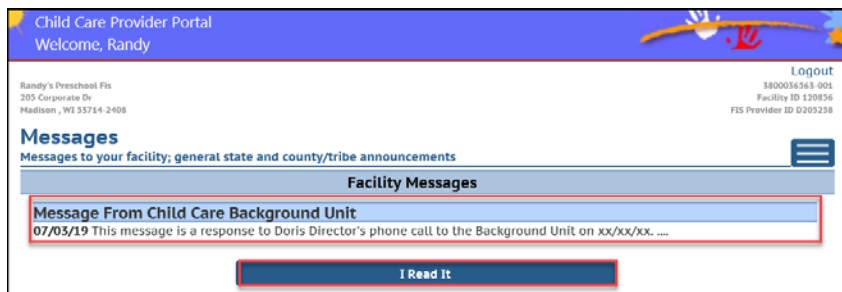 Child Care Provider Portal
Welcome, Randy
Logout
Randy's Preschool Fis
205 Corporate Dr
Madison , WI 53714-2408
3800036563-001
Facility ID 120836
FIS Provider ID D205238
Messages
Messages to your facility; general state and county/tribe announcements
Facility Messages
Message From Child Care Background Unit
07/03/19 This message is a response to Doris Director's phone call to the Background Unit on xx/xx/xx. ....
I Read It